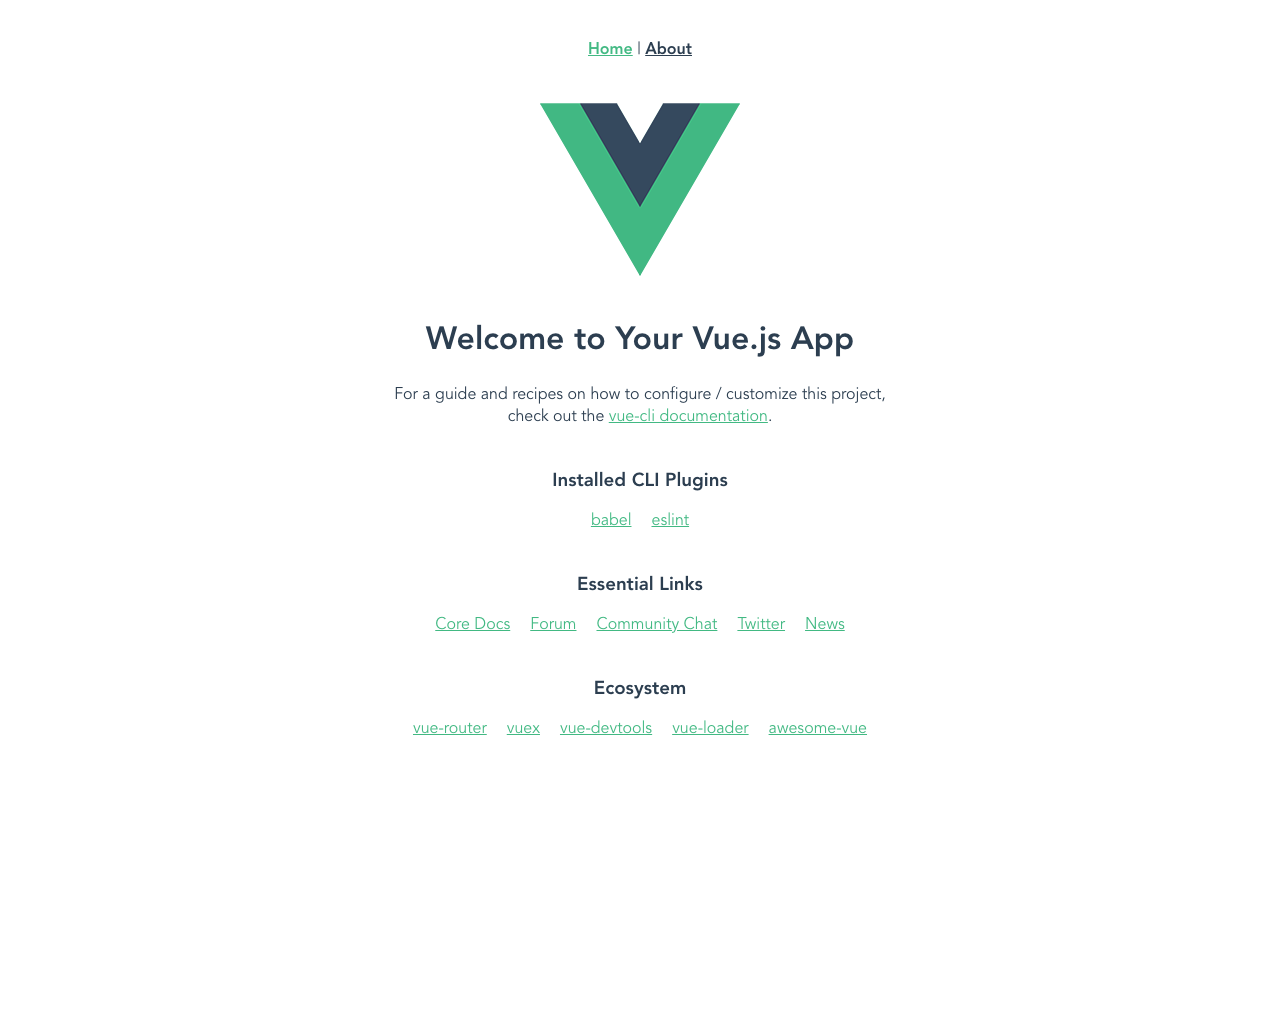 Home | About
Welcome to Your Vue.js App
For a guide and recipes on how to configure / customize this project,
check out the vue-cli documentation.
Installed CLI Plugins
babel eslint
Essential Links
Core Docs Forum Community Chat Twitter News
Ecosystem
vue-router vuex vue-devtools vue-loader awesome-vue